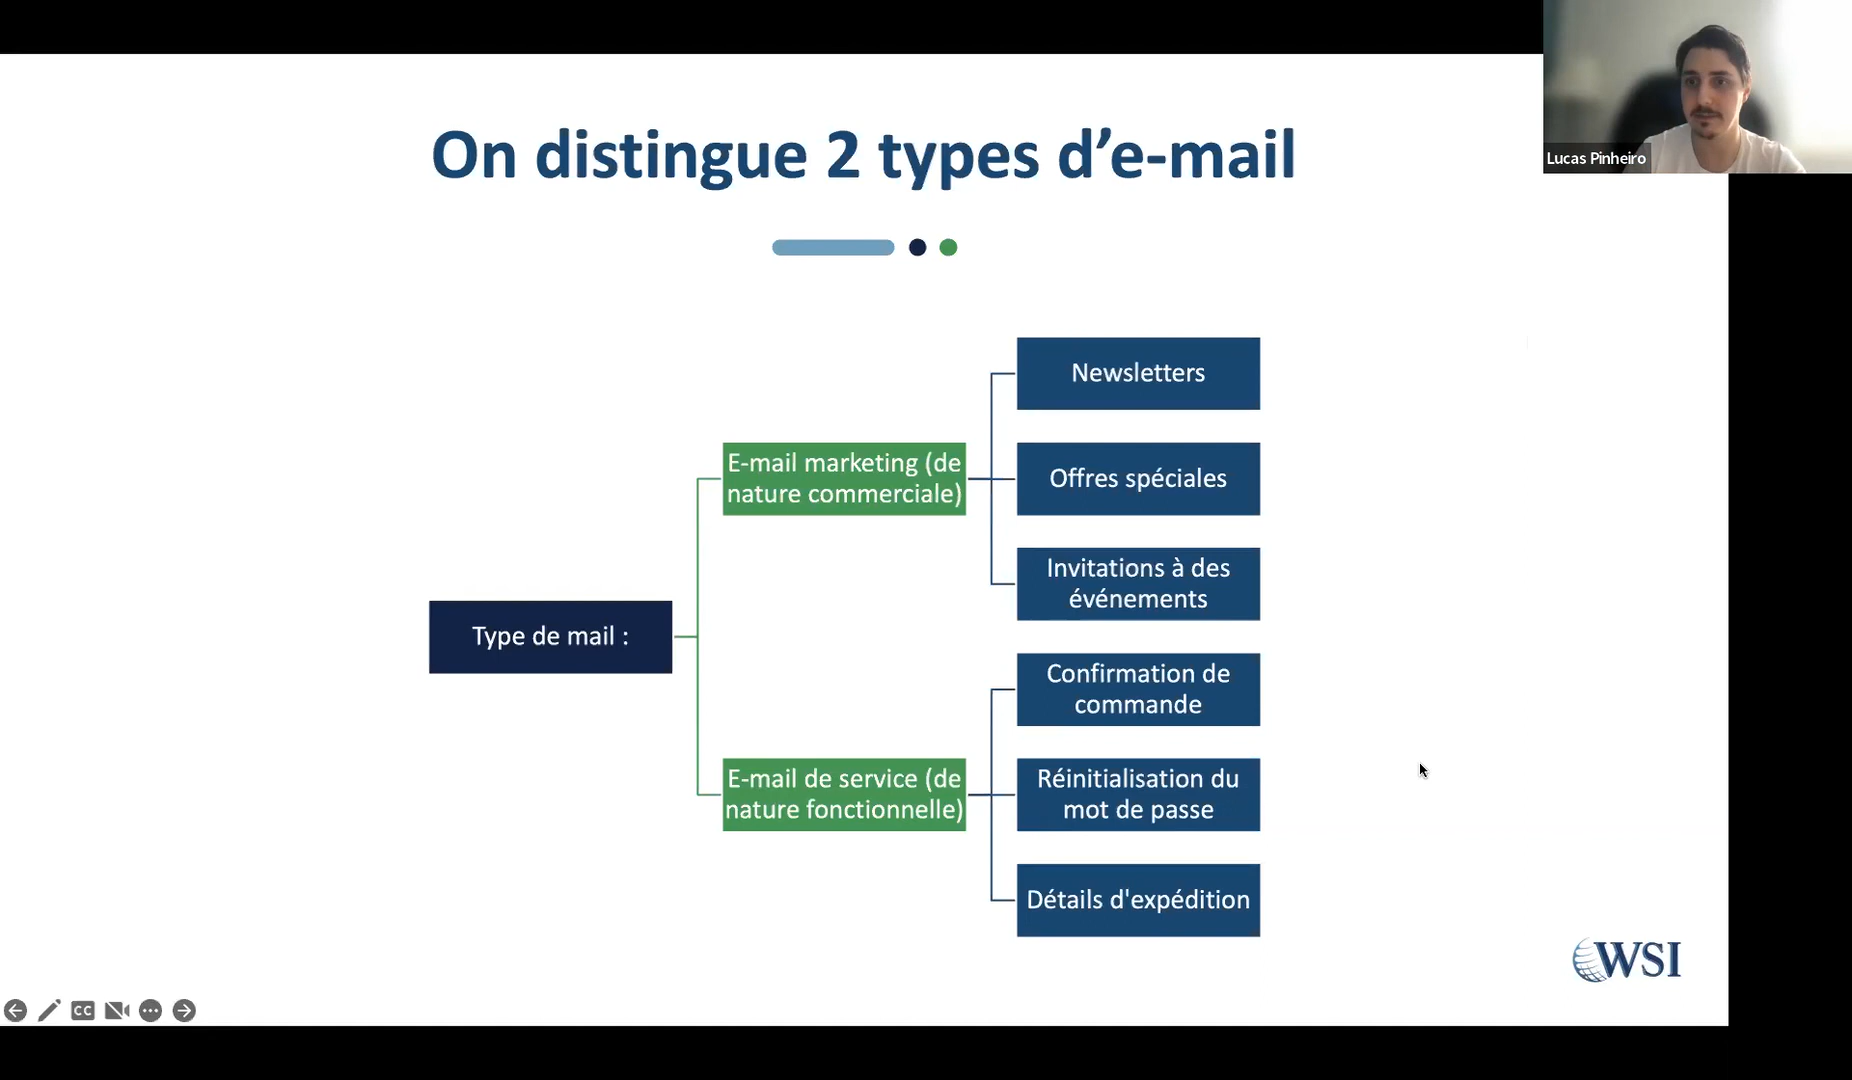 Lucas Pinheiro
On distingue 2 types d’e-mail
Type de mail :
E-mail marketing (de
nature commerciale)
Newsletters
Offres spéciales
Invitations à des
événements
E-mail de service (de
nature fonctionnelle)
Confirmation de
commande
Réinitialisation du
mot de passe
Détails d'expédition
WSI
CC